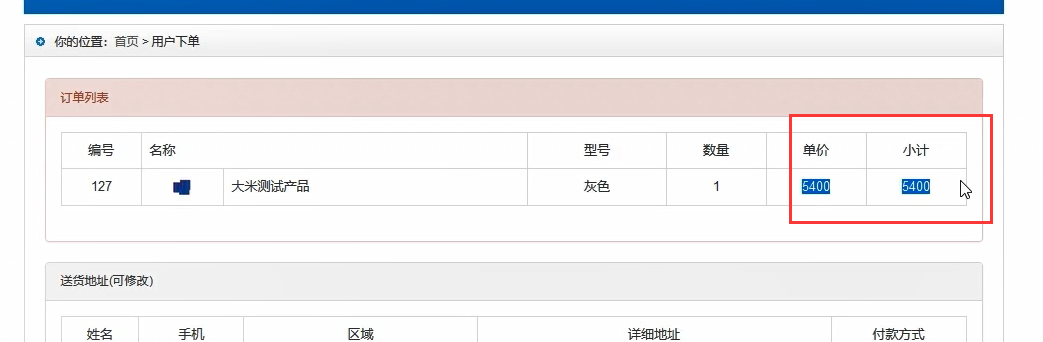 你的位置：首页 > 用户下单
订单列表
编号 名称 型号 数量 单价 小计
127 大米测试产品 灰色 1 5400 5400
送货地址(可修改)
姓名 手机 区域 详细地址 付款方式